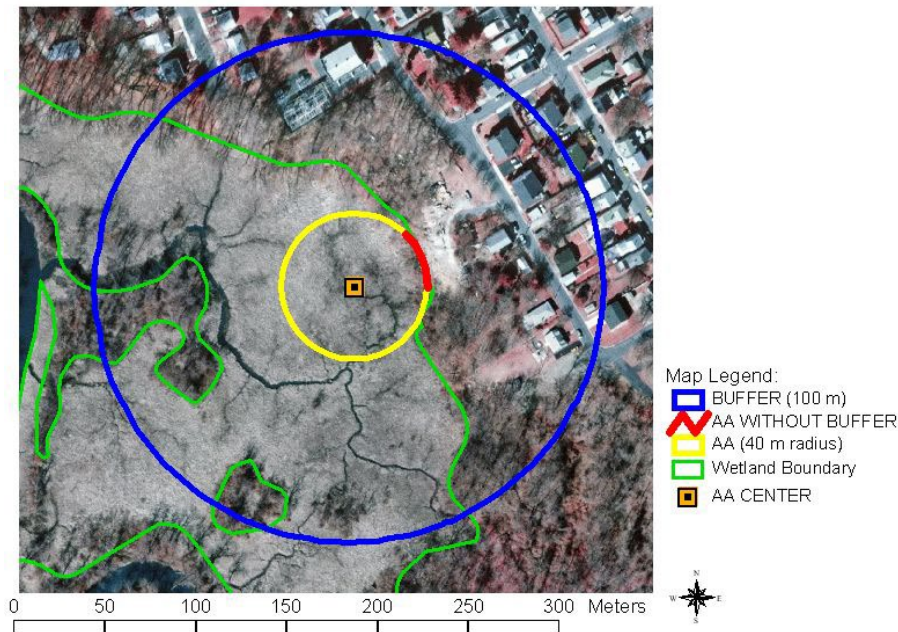 Map Legend:
BUFFER (100 m)
AA WITHOUT BUFFER
AA (40 m radius)
Wetland Boundary
AA CENTER
N
W E
S
0 50 100 150 200 250 300 Meters